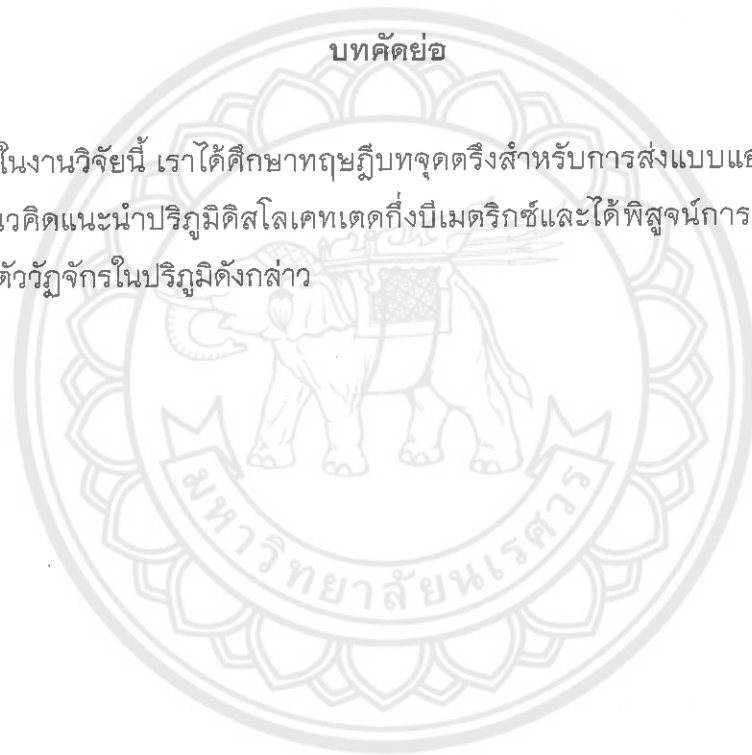 บทคัดย่อ
ในงานวิจัยนี้ เราได้ศึกษาทฤษฎีบทจุดตรึงสำหรับการส่งแบบแ
นวคิดแนะนำปริภูมิดิสโลเคทเตดกึ่งบีเมตริกซ์และได้พิสูจน์การ
ตัววัฏจักรในปริภูมิดังกล่าว
มหาวิทยาลัยนเรศวร